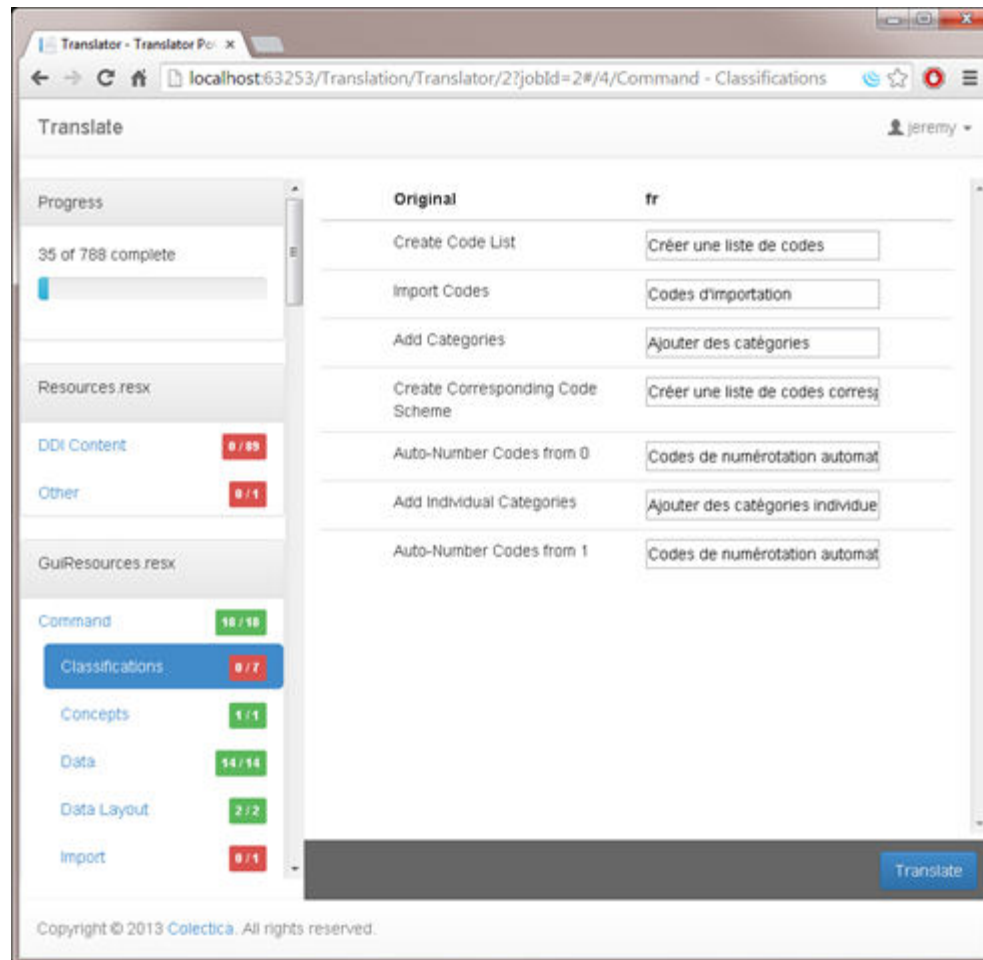 Translator - Translator Po
localhost:63253/Translation/Translator/2?jobId=2#/4/Command - Classifications
Translate
jeremy
Progress
35 of 788 complete
Resources.resx
DDI Content 0 / 89
Other 0 / 1
GuiResources.resx
Command 18 / 18
Classifications 0 / 7
Concepts 1 / 1
Data 14 / 14
Data Layout 2 / 2
Import 0 / 1
Original fr
Create Code List Créer une liste de codes
Import Codes Codes d'importation
Add Categories Ajouter des catégories
Create Corresponding Code Créer une liste de codes corresp
Scheme
Auto-Number Codes from 0 Codes de numérotation automat
Add Individual Categories Ajouter des catégories individue
Auto-Number Codes from 1 Codes de numérotation automat
Translate
Copyright © 2013 Colectica. All rights reserved.